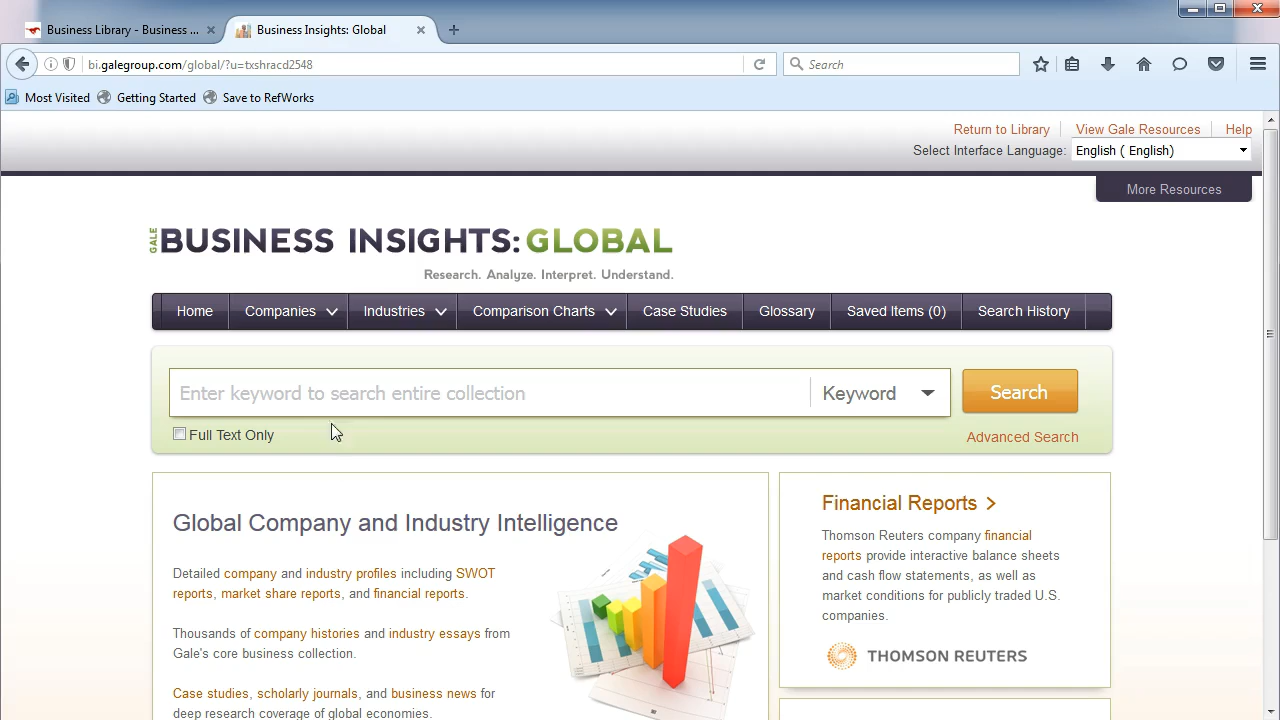 Business Library - Business ...
Business Insights: Global
bi.galegroup.com/global/?u=txshracd2548
Search
Most Visited
Getting Started
Save to RefWorks
Return to Library
View Gale Resources
Help
Select Interface Language:
English ( English)
More Resources
GALE BUSINESS INSIGHTS: GLOBAL
Research. Analyze. Interpret. Understand.
Home
Companies
Industries
Comparison Charts
Case Studies
Glossary
Saved Items (0)
Search History
Enter keyword to search entire collection
Keyword
Search
Full Text Only
Advanced Search
Global Company and Industry Intelligence
Detailed company and industry profiles including SWOT
reports, market share reports, and financial reports.
Thousands of company histories and industry essays from
Gale's core business collection.
Case studies, scholarly journals, and business news for
deep research coverage of global economies.
Financial Reports >
Thomson Reuters company financial
reports provide interactive balance sheets
and cash flow statements, as well as
market conditions for publicly traded U.S.
companies.
THOMSON REUTERS